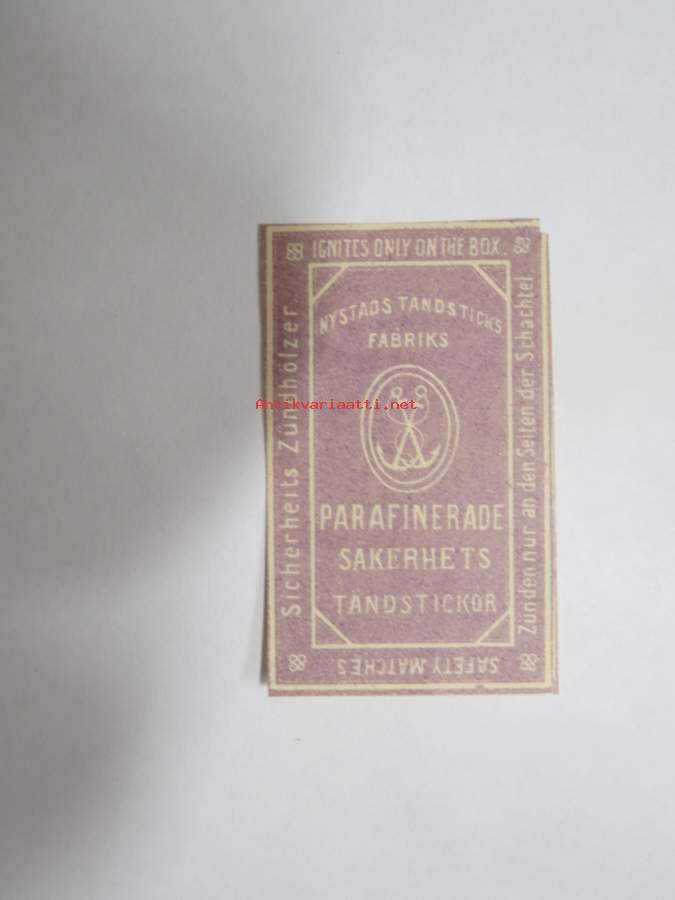 IGNITES ONLY ON THE BOX.
NYSTADS TANDSTICKS
FABRIKS
Antikvariaatti.net
PARAFINERADE
SAKERHETS
TANDSTICKOR
SAFETY MATCHES
Sicherheits Zündhölzer.
Zünden nur an den Seiten der Schachtel